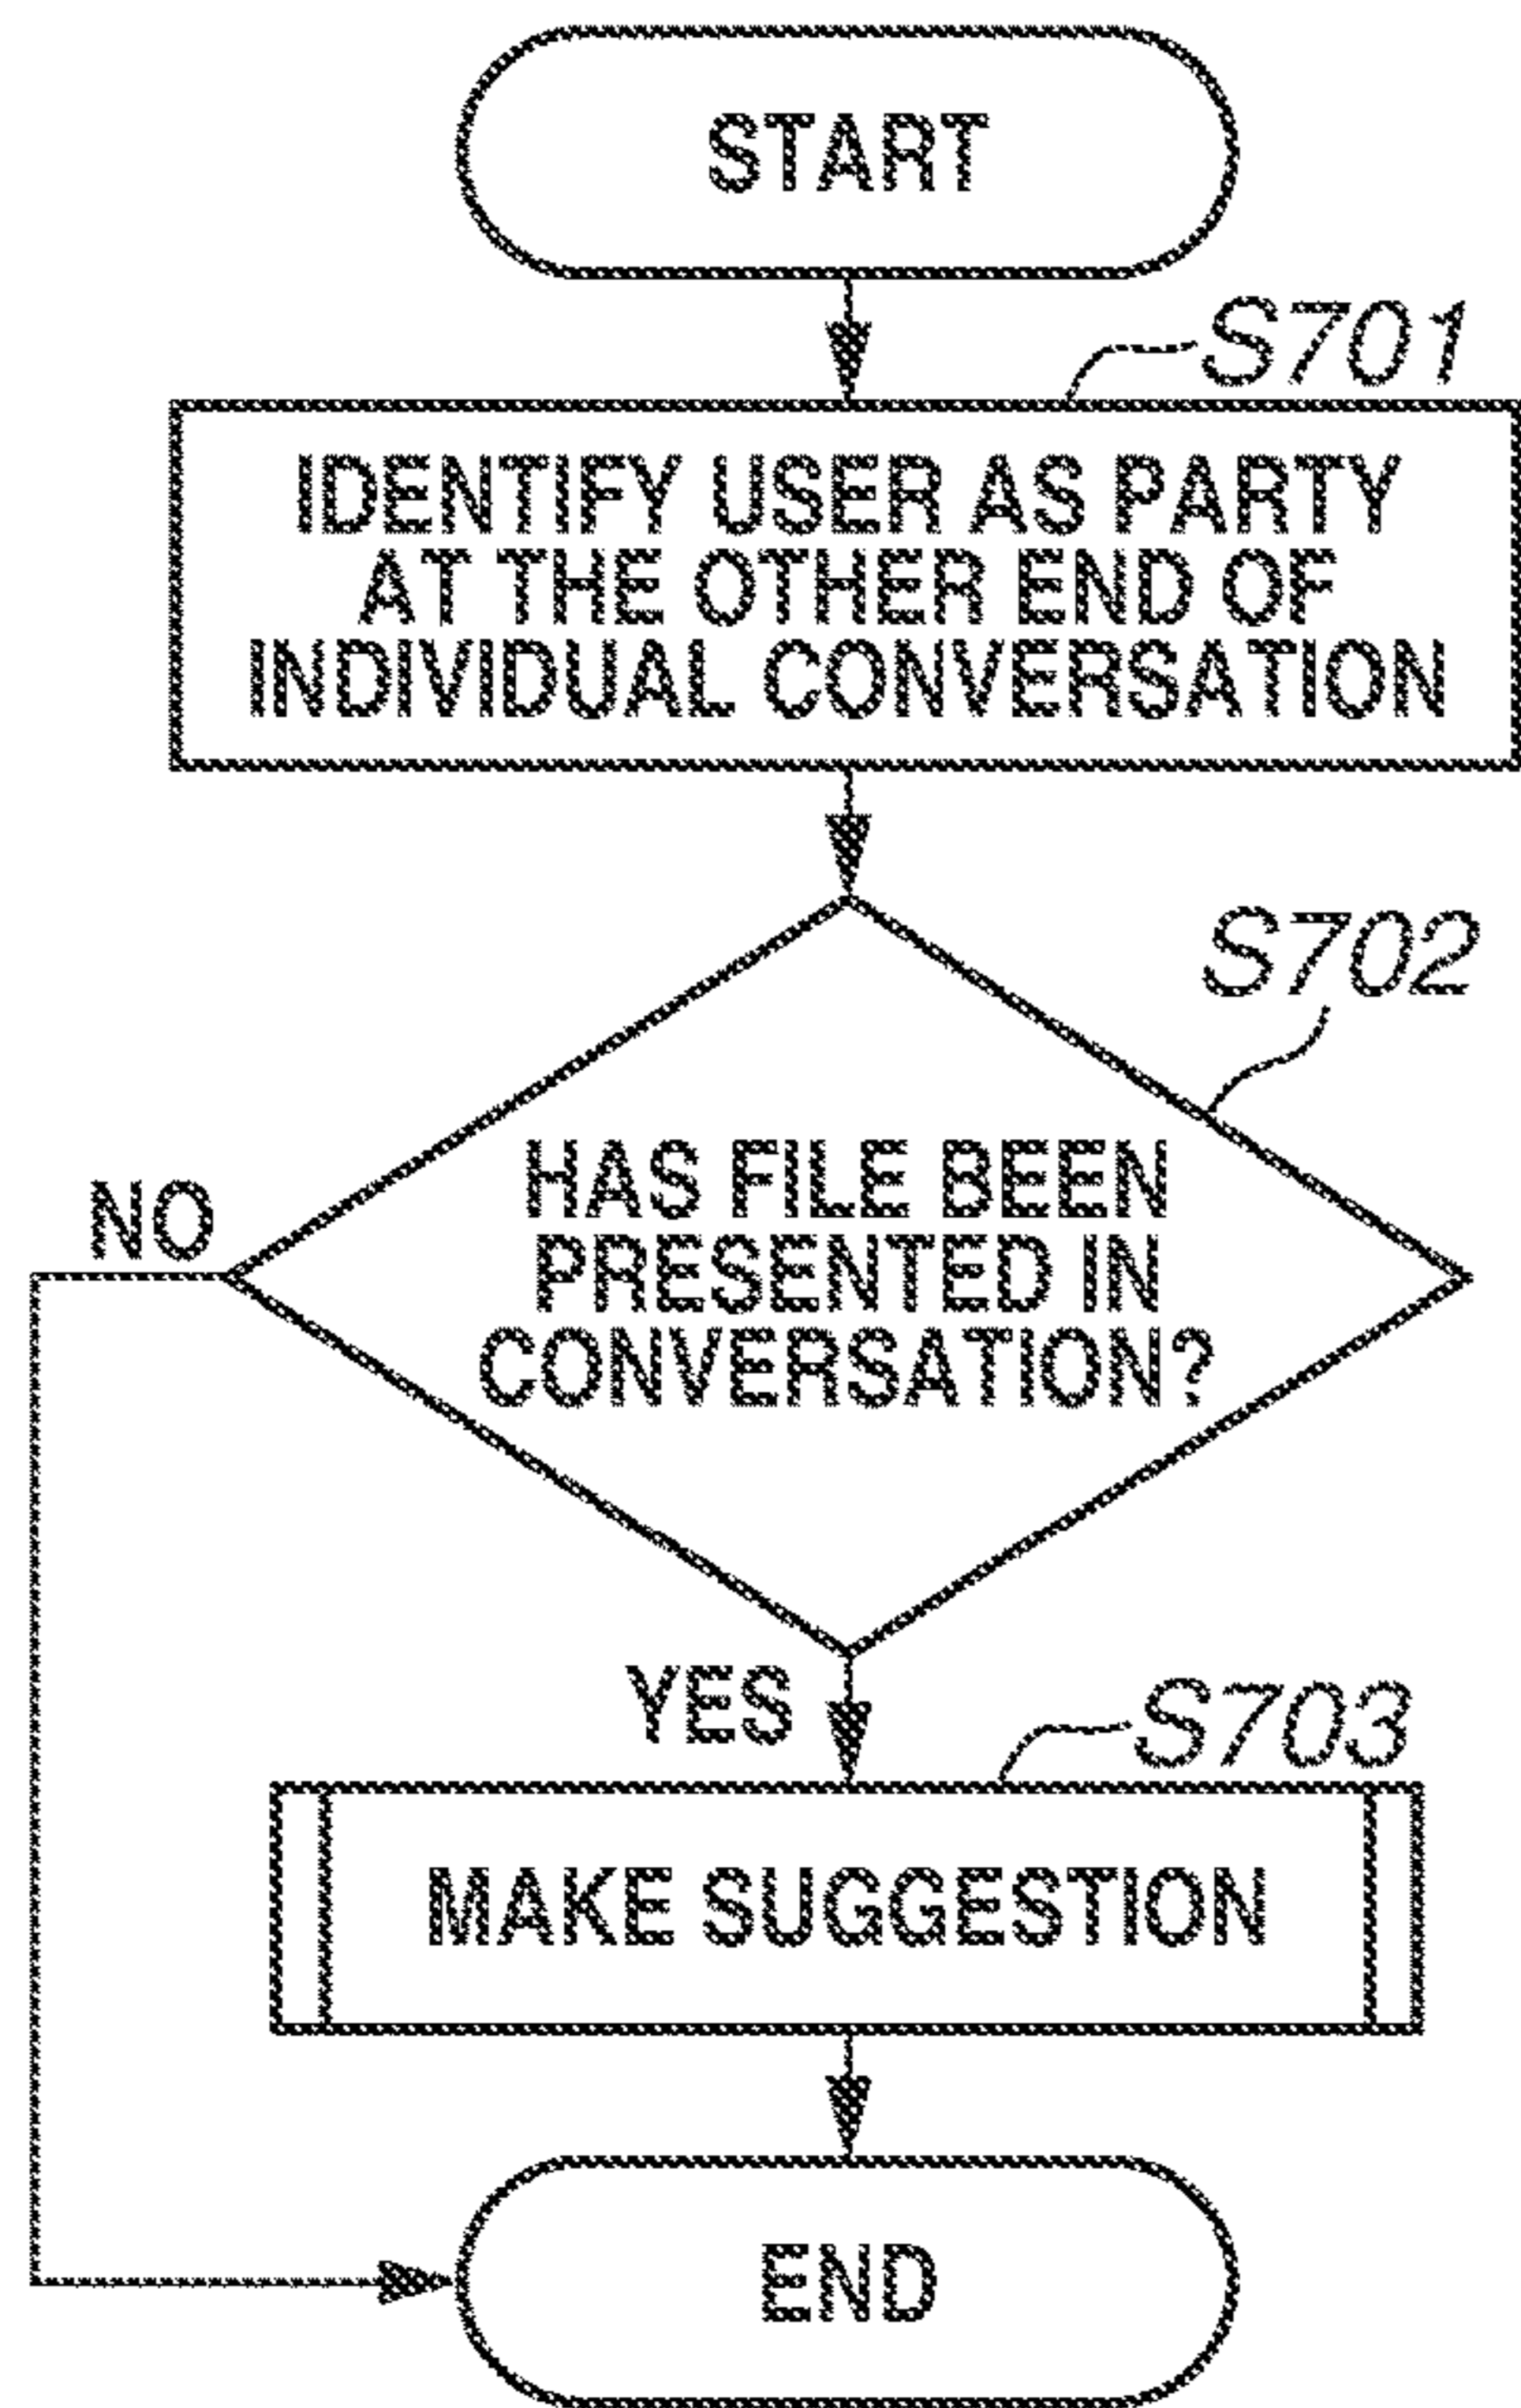 START
S701
IDENTIFY USER AS PARTY
AT THE OTHER END OF
INDIVIDUAL CONVERSATION
S702
HAS FILE BEEN
PRESENTED IN
CONVERSATION?
NO
YES
S703
MAKE SUGGESTION
END